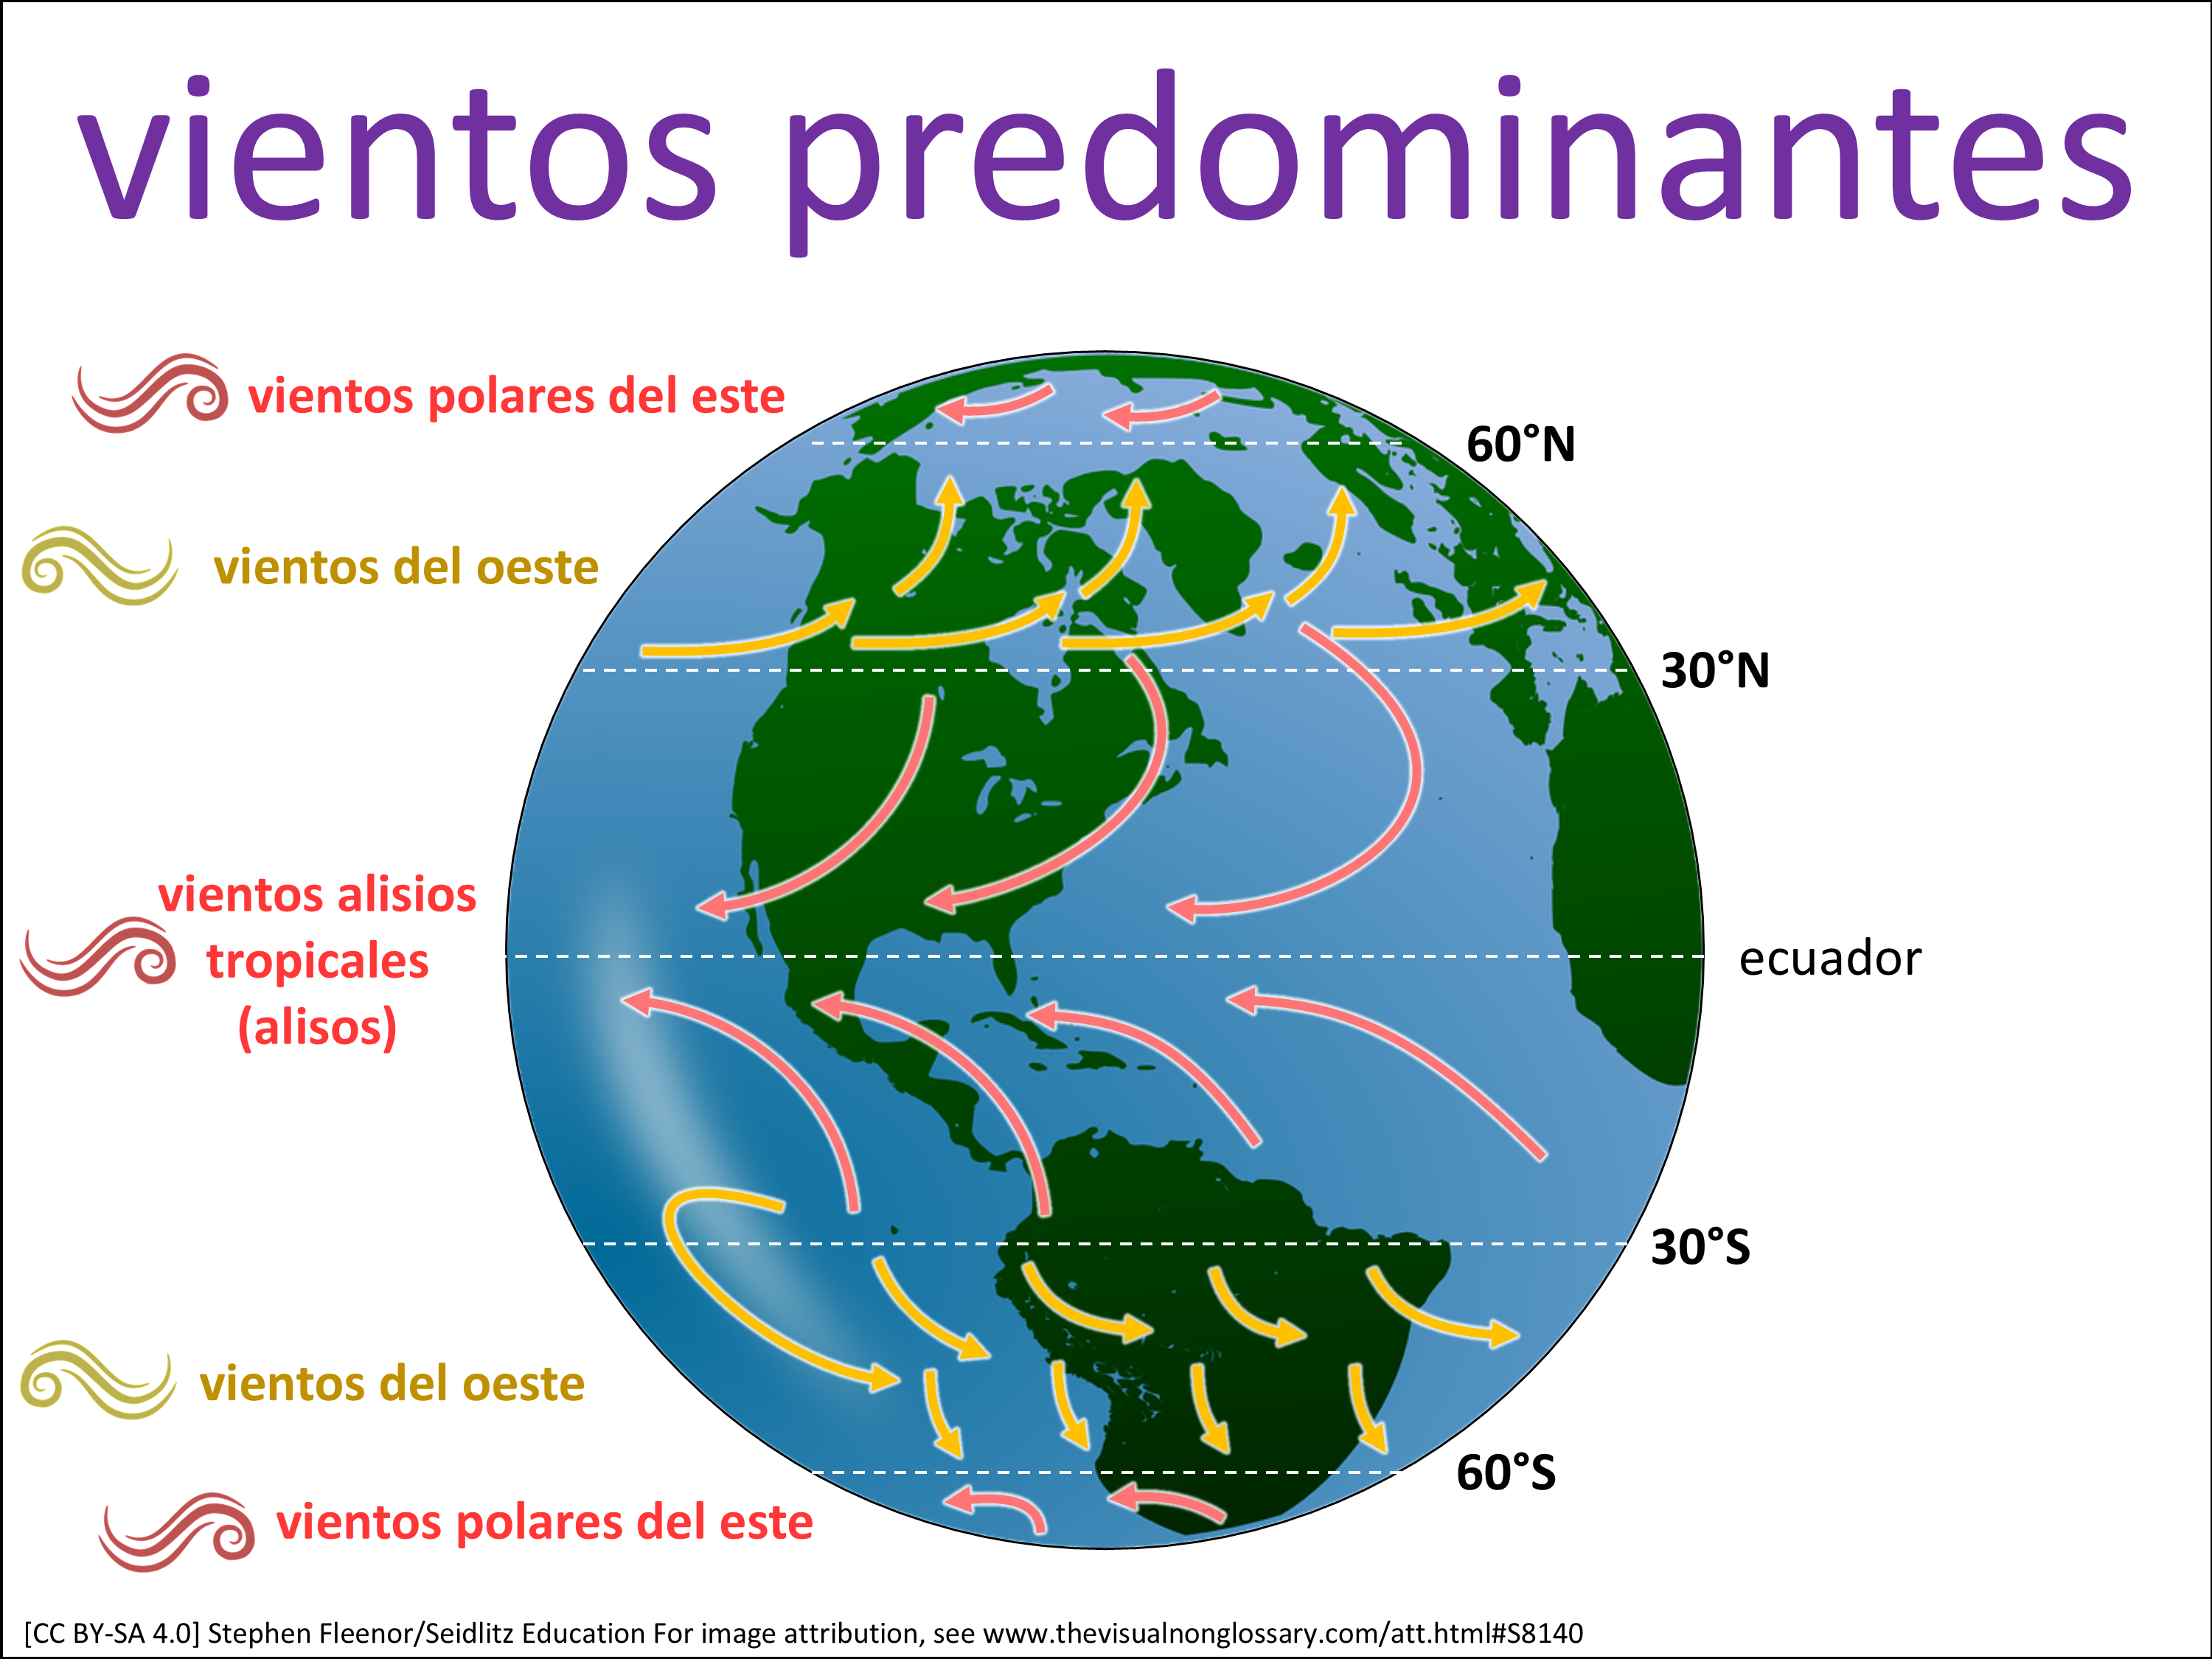 vientos predominantes
vientos polares del este
60°N
vientos del oeste
30°N
vientos alisios
tropicales
(alisos)
ecuador
30°S
vientos del oeste
60°S
vientos polares del este
[CC BY-SA 4.0] Stephen Fleenor/Seidlitz Education For image attribution, see www.thevisualnonglossary.com/att.html#S8140